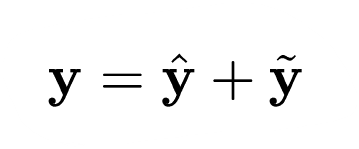 𝐲 = 𝐲̂ + 𝐲̃